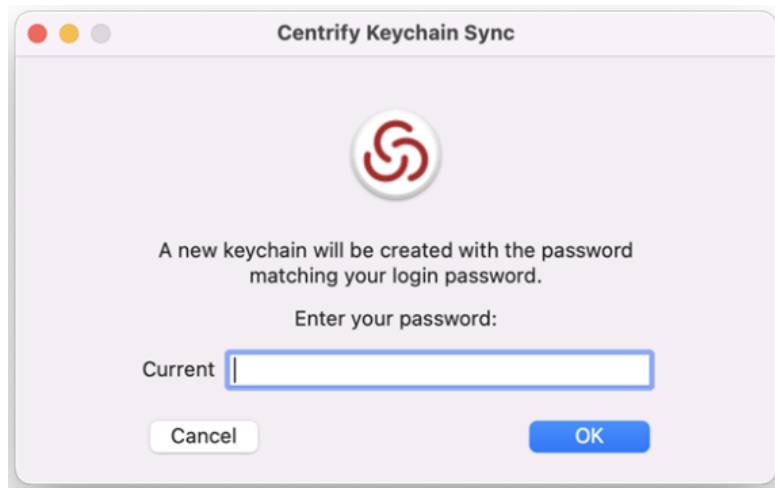 Centrify Keychain Sync
A new keychain will be created with the password
matching your login password.
Enter your password:
Current
Cancel
OK